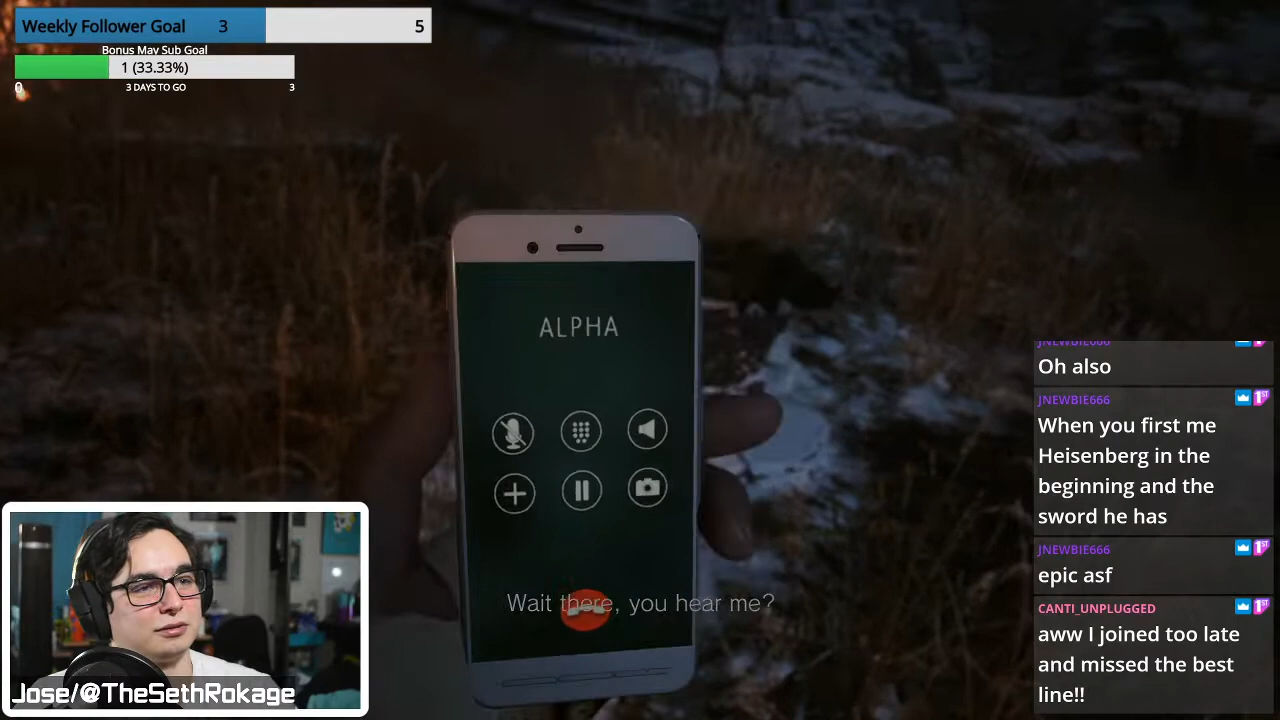 Weekly Follower Goal 3 5
Bonus May Sub Goal
1 (33.33%)
0 3 DAYS TO GO 3
ALPHA
Wait there, you hear me?
JNEWBIE666
Oh also
JNEWBIE666
When you first me
Heisenberg in the
beginning and the
sword he has
JNEWBIE666
epic asf
CANTI_UNPLUGGED
aww I joined too late
and missed the best
line!!
Jose/@TheSethRokage